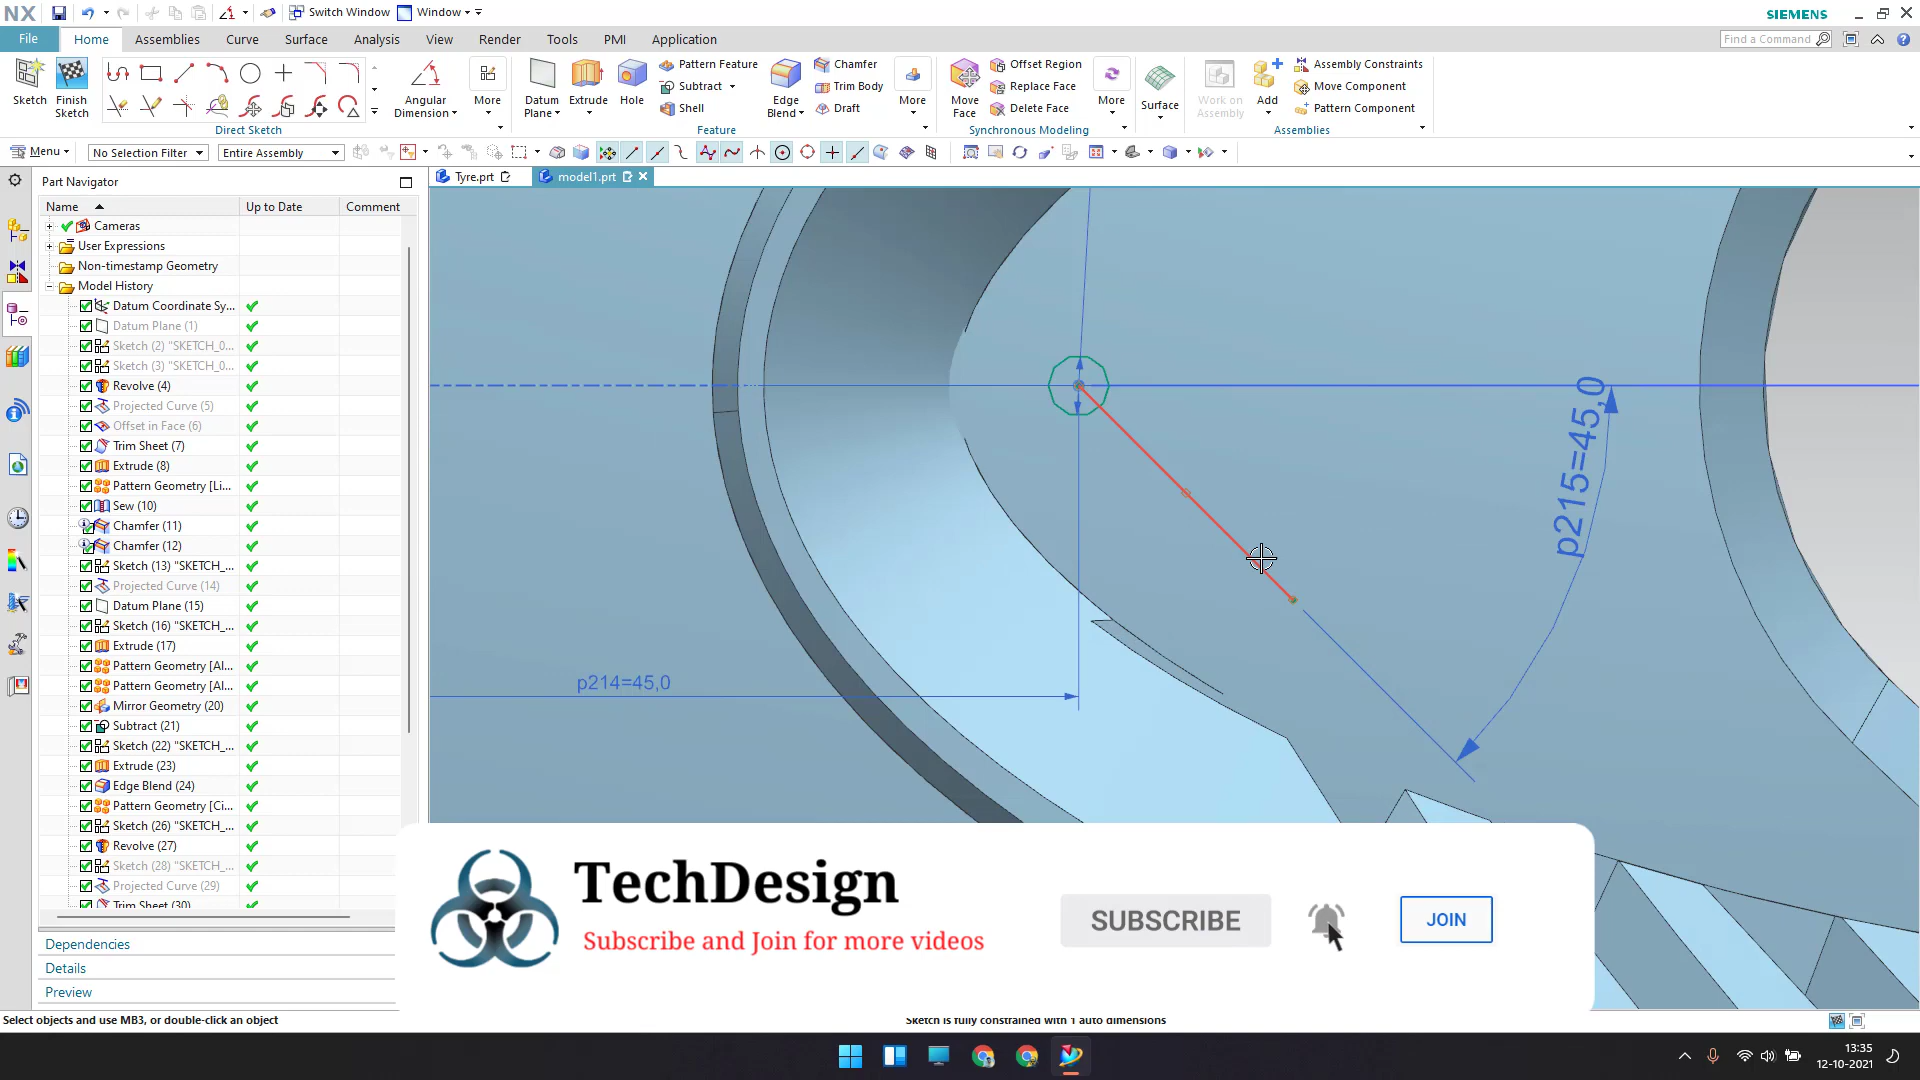 NX
Switch Window
Window
SIEMENS
File
Home
Assemblies
Curve
Surface
Analysis
View
Render
Tools
PMI
Application
Find a Command
Sketch
Finish Sketch
Angular Dimension
More
Direct Sketch
Datum Plane
Extrude
Hole
Pattern Feature
Subtract
Shell
Edge Blend
Chamfer
Trim Body
Draft
More
Feature
Move Face
Offset Region
Replace Face
Delete Face
More
Synchronous Modeling
Surface
Work on Assembly
Add
Assembly Constraints
Move Component
Pattern Component
Assemblies
Menu
No Selection Filter
Entire Assembly
Part Navigator
Tyre.prt
model1.prt
Name
Up to Date
Comment
Cameras
User Expressions
Non-timestamp Geometry
Model History
Datum Coordinate Sy...
Datum Plane (1)
Sketch (2) "SKETCH_0...
Sketch (3) "SKETCH_0...
Revolve (4)
Projected Curve (5)
Offset in Face (6)
Trim Sheet (7)
Extrude (8)
Pattern Geometry [Li...
Sew (10)
Chamfer (11)
Chamfer (12)
Sketch (13) "SKETCH_...
Projected Curve (14)
Datum Plane (15)
Sketch (16) "SKETCH_...
Extrude (17)
Pattern Geometry [Al...
Pattern Geometry [Al...
Mirror Geometry (20)
Subtract (21)
Sketch (22) "SKETCH_...
Extrude (23)
Edge Blend (24)
Pattern Geometry [Ci...
Sketch (26) "SKETCH_...
Revolve (27)
Sketch (28) "SKETCH_...
Projected Curve (29)
Trim Sheet (30)
Dependencies
Details
Preview
p215=45,0
p214=45,0
TechDesign
Subscribe and Join for more videos
SUBSCRIBE
JOIN
Select objects and use MB3, or double-click an object
Sketch is fully constrained with 1 auto dimensions
13:35
12-10-2021